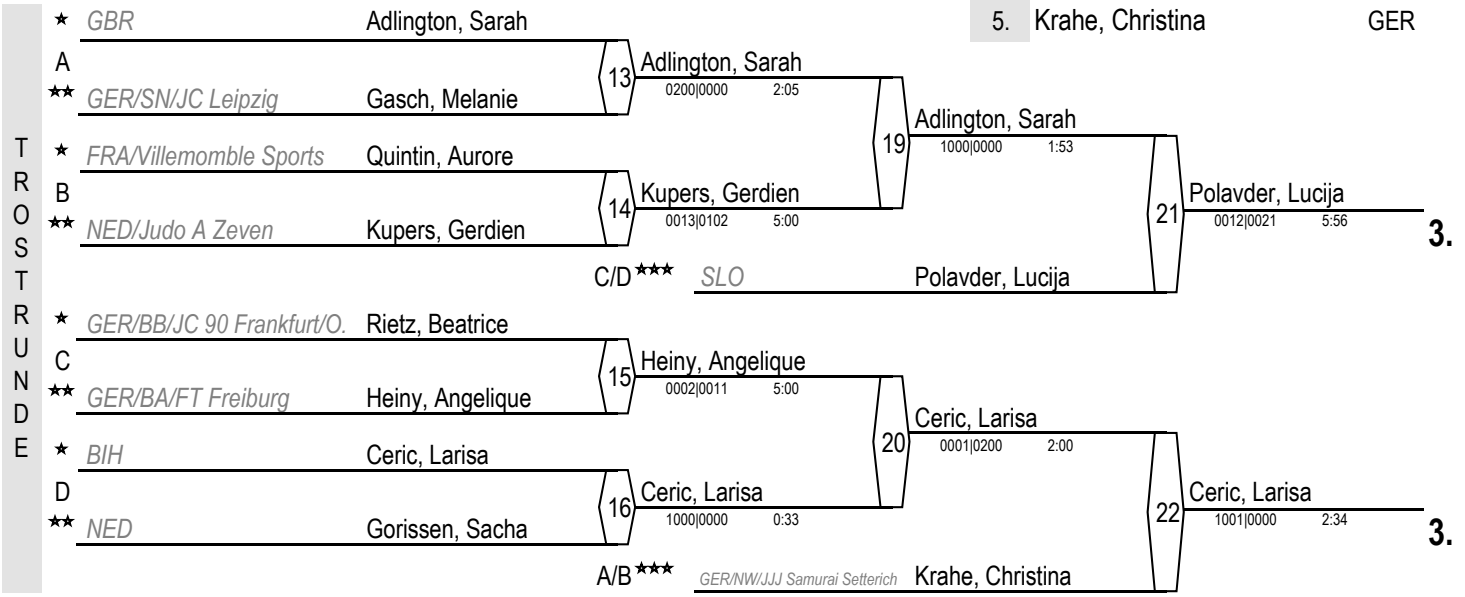 TROSTRUNDE
★ GBR Adlington, Sarah
5. Krahe, Christina GER
A
13 Adlington, Sarah
0200|0000 2:05
★★ GER/SN/JC Leipzig Gasch, Melanie
19 Adlington, Sarah
1000|0000 1:53
★ FRA/Villemomble Sports Quintin, Aurore
B
14 Kupers, Gerdien
0013|0102 5:00
21 Polavder, Lucija
0012|0021 5:56
3.
★★ NED/Judo A Zeven Kupers, Gerdien
C/D ★★★ SLO Polavder, Lucija
★ GER/BB/JC 90 Frankfurt/O. Rietz, Beatrice
C
15 Heiny, Angelique
0002|0011 5:00
★★ GER/BA/FT Freiburg Heiny, Angelique
20 Ceric, Larisa
0001|0200 2:00
★ BIH Ceric, Larisa
D
16 Ceric, Larisa
1000|0000 0:33
22 Ceric, Larisa
1001|0000 2:34
3.
★★ NED Gorissen, Sacha
A/B ★★★ GER/NW/JJJ Samurai Setterich Krahe, Christina